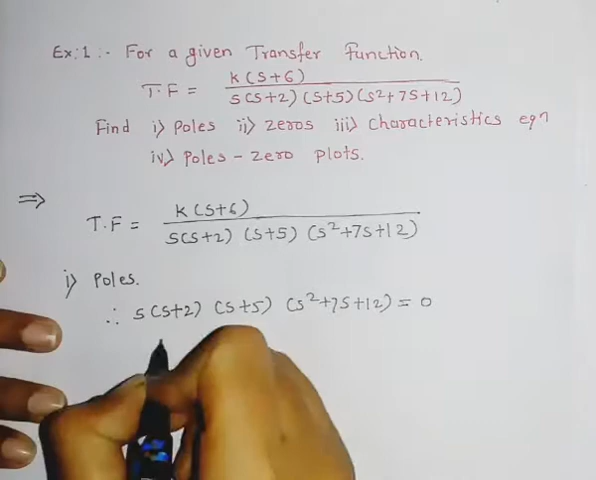 Ex:1:- For a given Transfer Function.
T.F = K(S+6) / S(S+2)(S+5)(S²+7S+12)
Find i) Poles ii) Zeros iii) Characteristics eqn
iv) Poles-Zero plots.
⇒ T.F = K(S+6) / S(S+2) (S+5) (S²+7S+12)
i) Poles.
∴ S(S+2) (S+5) (S²+7S+12) = 0